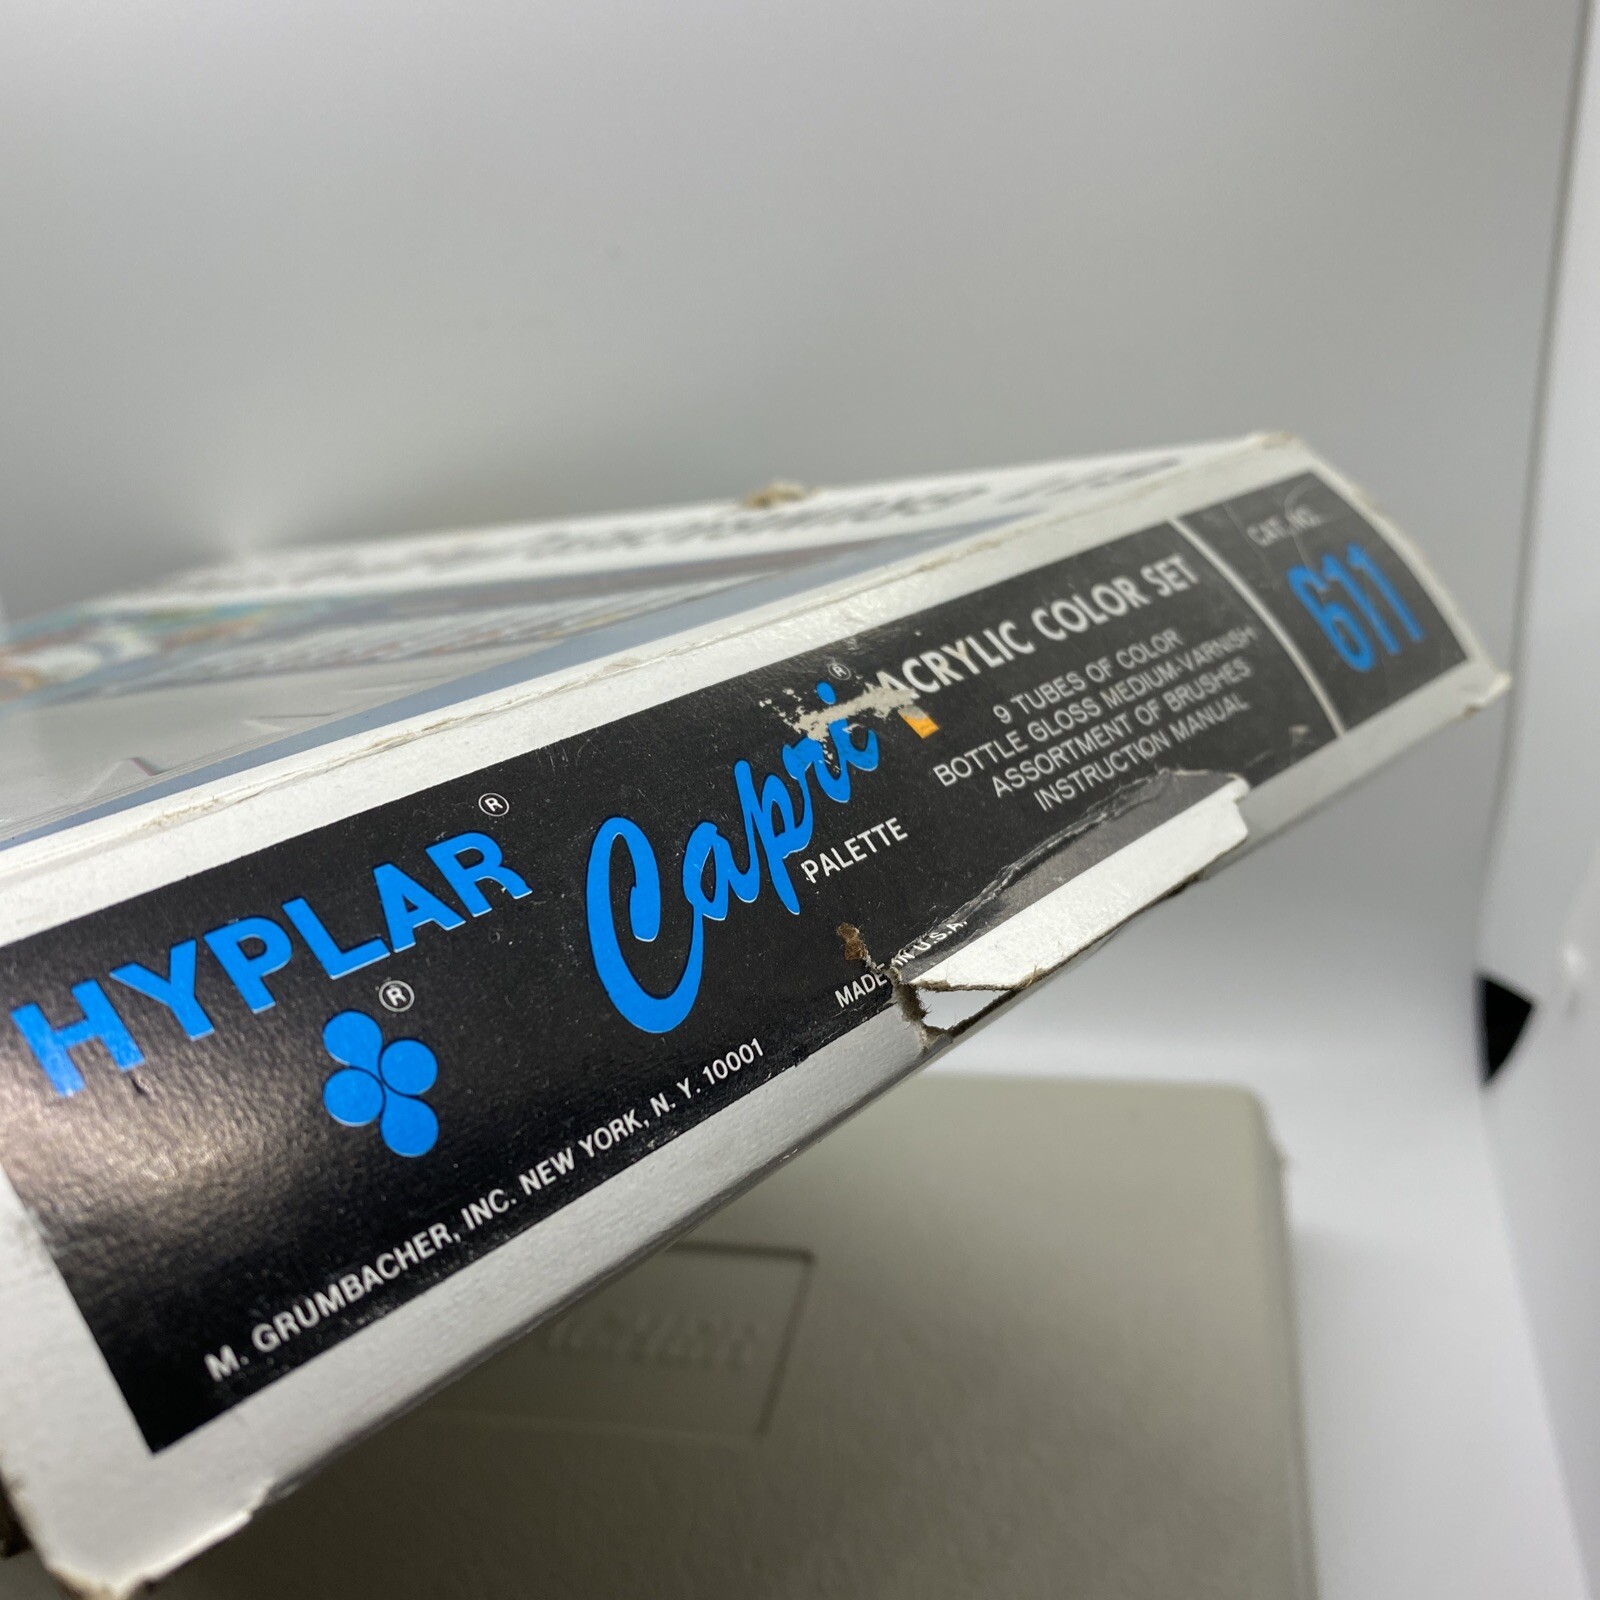 HYPLAR®
®
Capri®
PALETTE
ACRYLIC COLOR SET
9 TUBES OF COLOR
BOTTLE GLOSS MEDIUM-VARNISH
ASSORTMENT OF BRUSHES
INSTRUCTION MANUAL
CAT. NO.
611
M. GRUMBACHER, INC. NEW YORK, N. Y. 10001
MADE IN U.S.A.